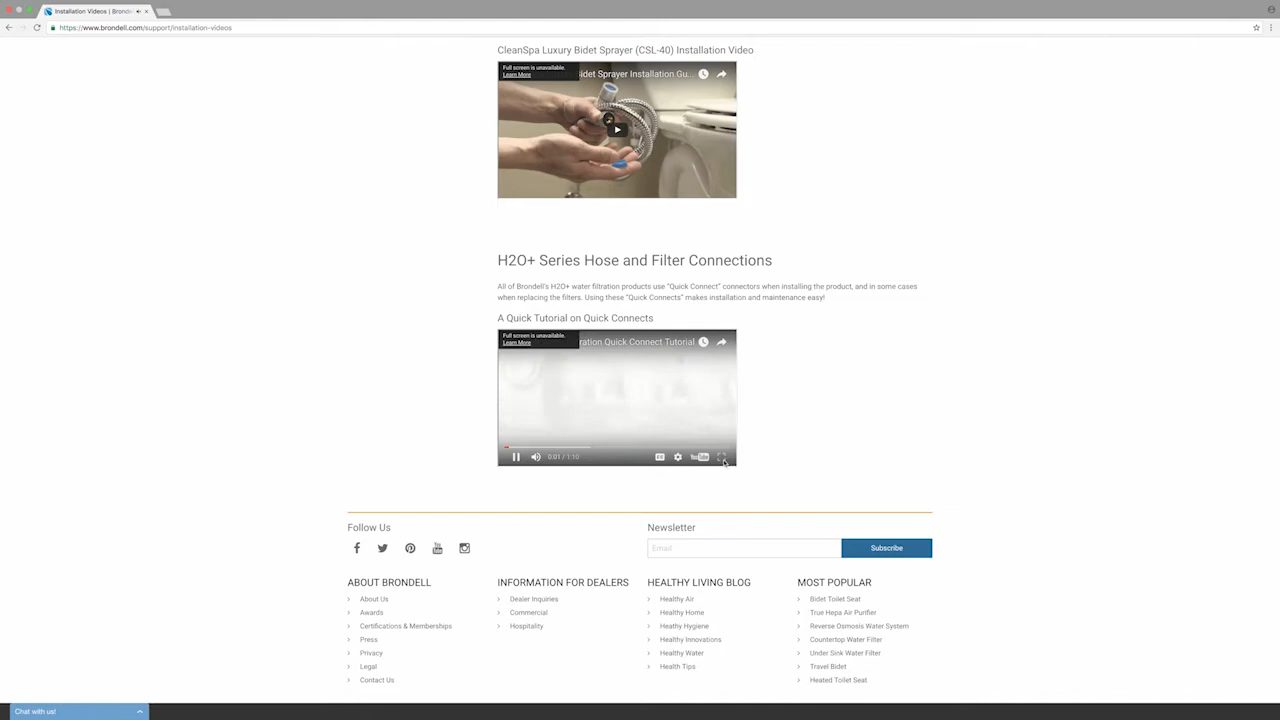 Installation Videos | Bronde
https://www.brondell.com/support/installation-videos
CleanSpa Luxury Bidet Sprayer (CSL-40) Installation Video
Full screen is unavailable.
Learn More
Bidet Sprayer Installation Gu...
H2O+ Series Hose and Filter Connections
All of Brondell's H2O+ water filtration products use "Quick Connect" connectors when installing the product, and in some cases
when replacing the filters. Using these "Quick Connects" makes installation and maintenance easy!
A Quick Tutorial on Quick Connects
Full screen is unavailable.
Learn More
ration Quick Connect Tutorial
0:01 / 1:10
CC
YouTube
Follow Us
Newsletter
You Tube
Email
Subscribe
ABOUT BRONDELL
About Us
Awards
Certifications & Memberships
Press
Privacy
Legal
Contact Us
INFORMATION FOR DEALERS
Dealer Inquiries
Commercial
Hospitality
HEALTHY LIVING BLOG
Healthy Air
Healthy Home
Heathy Hygiene
Healthy Innovations
Healthy Water
Health Tips
MOST POPULAR
Bidet Toilet Seat
True Hepa Air Purifier
Reverse Osmosis Water System
Countertop Water Filter
Under Sink Water Filter
Travel Bidet
Heated Toilet Seat
Chat with us!